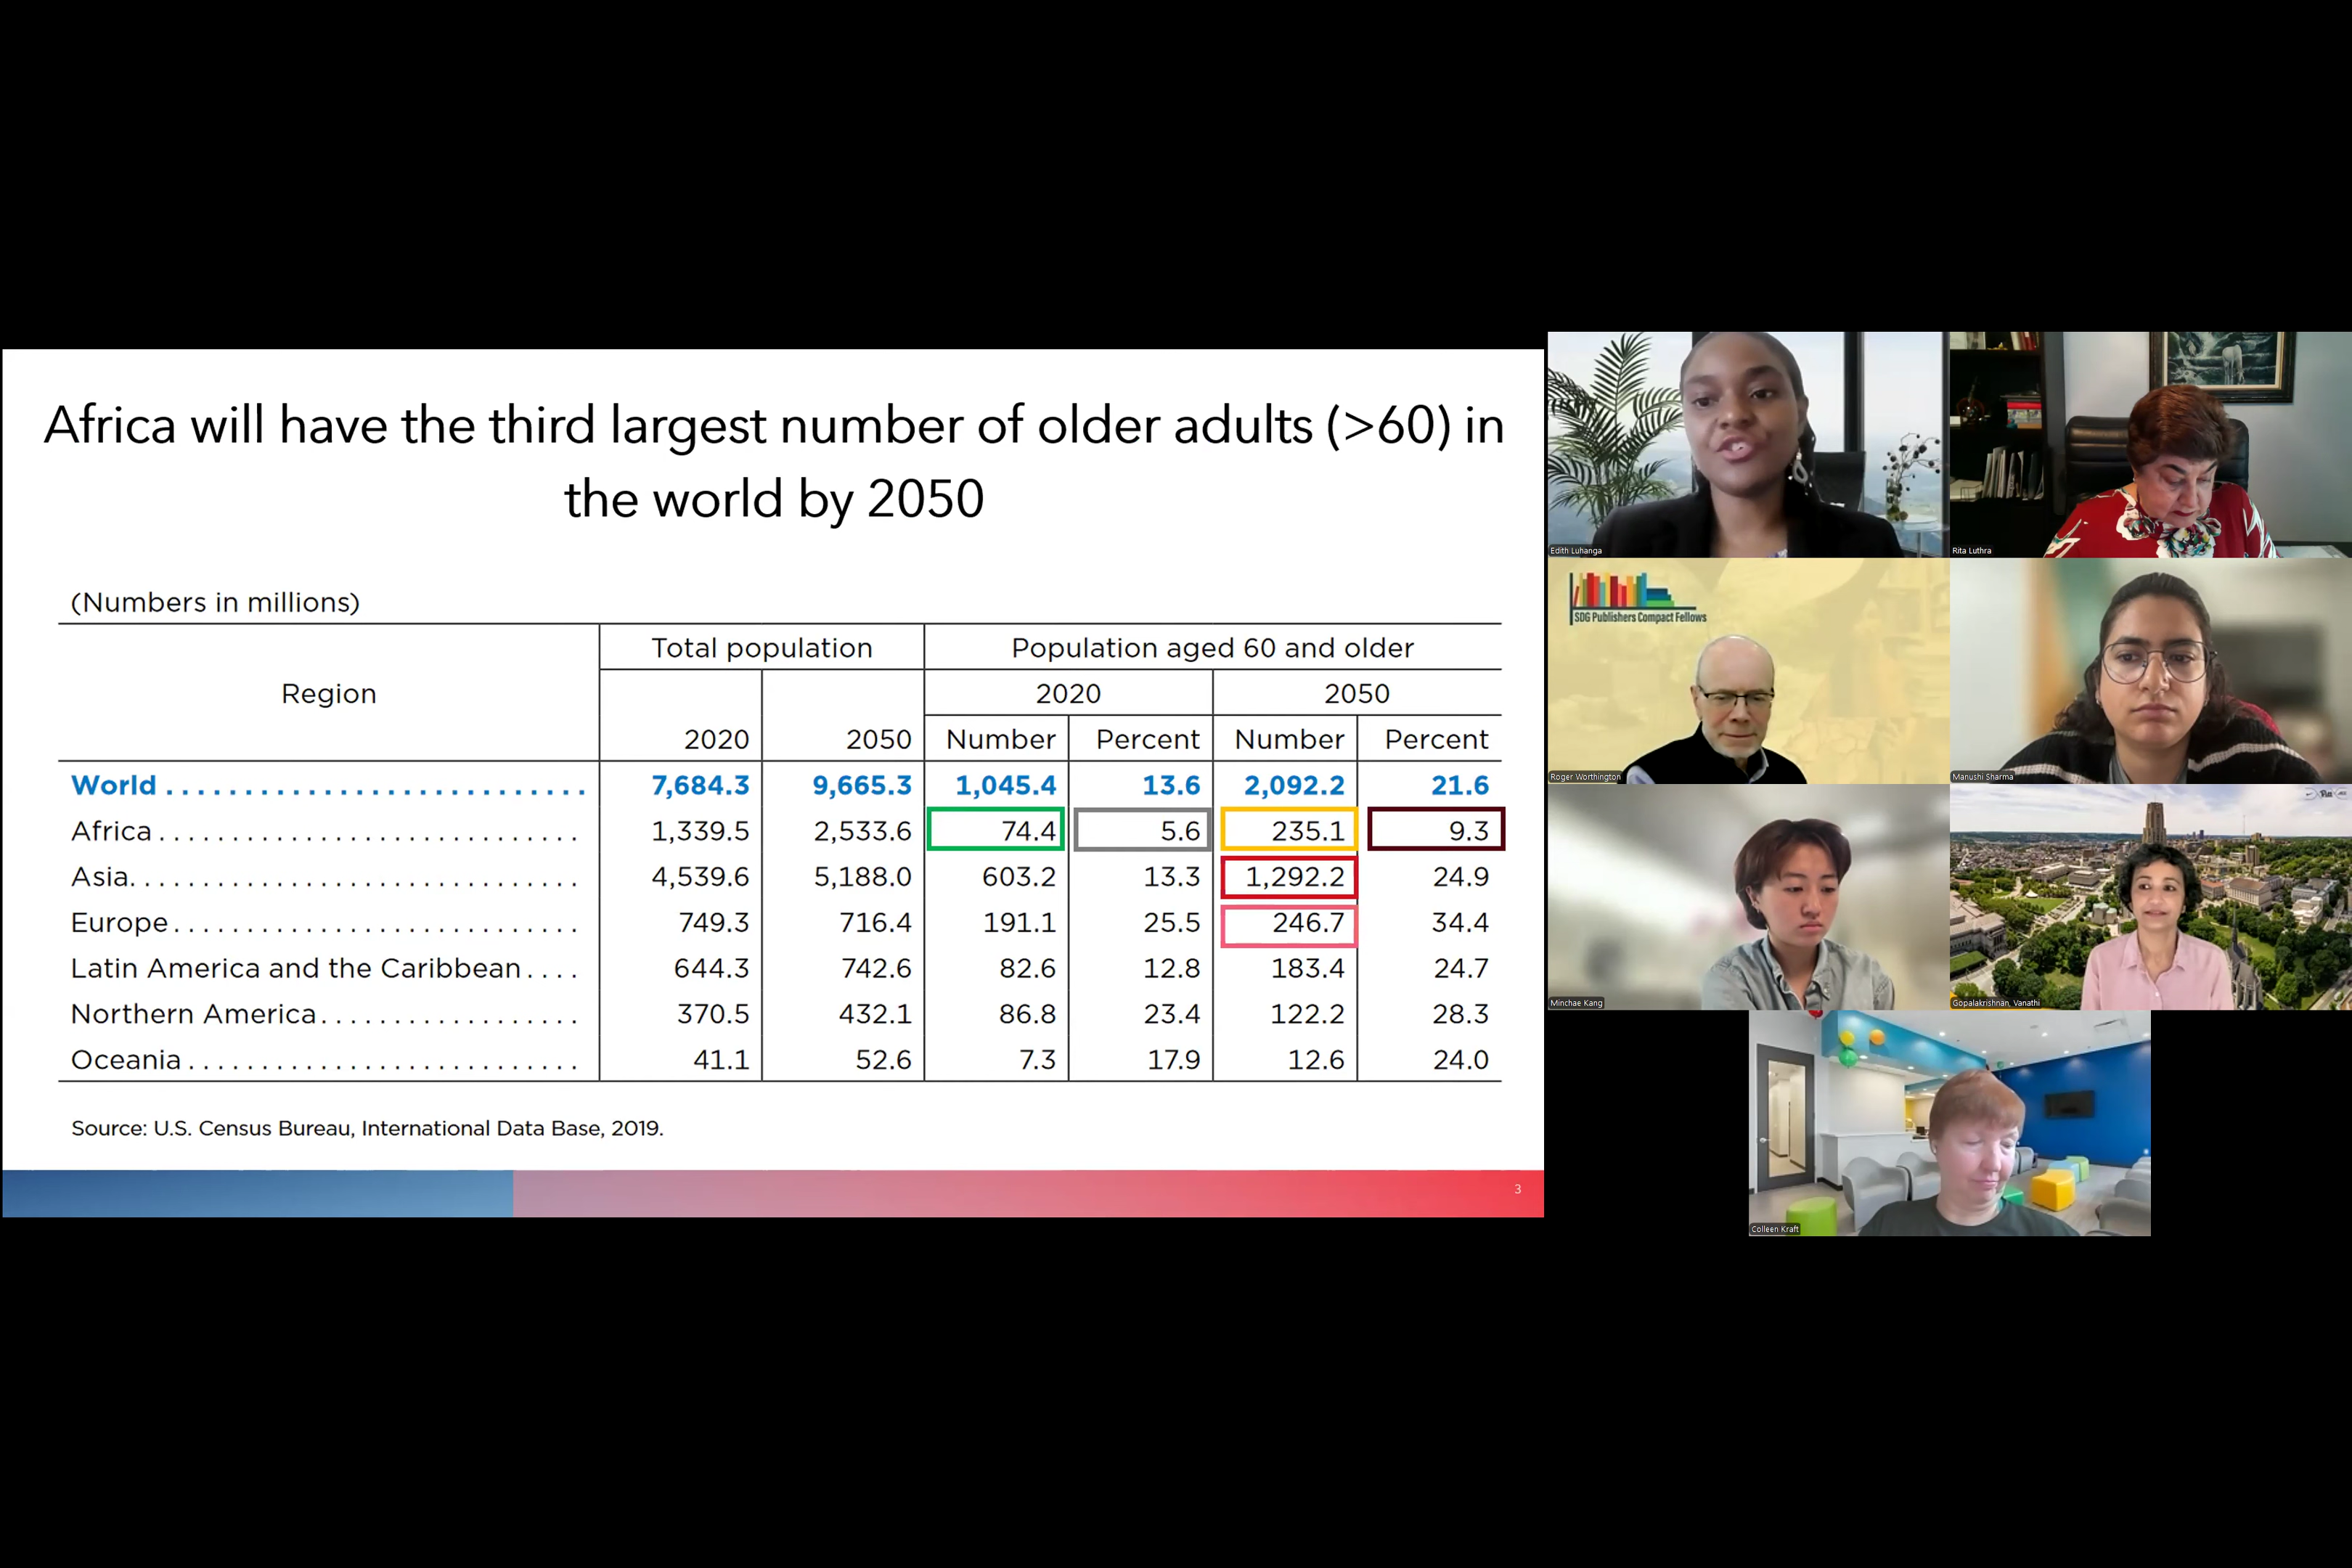 Africa will have the third largest number of older adults (>60) in
the world by 2050
(Numbers in millions)
Region Total population Population aged 60 and older
2020 2050
2020 2050 Number Percent Number Percent
World 7,684.3 9,665.3 1,045.4 13.6 2,092.2 21.6
Africa 1,339.5 2,533.6 74.4 5.6 235.1 9.3
Asia 4,539.6 5,188.0 603.2 13.3 1,292.2 24.9
Europe 749.3 716.4 191.1 25.5 246.7 34.4
Latin America and the Caribbean 644.3 742.6 82.6 12.8 183.4 24.7
Northern America 370.5 432.1 86.8 23.4 122.2 28.3
Oceania 41.1 52.6 7.3 17.9 12.6 24.0
Source: U.S. Census Bureau, International Data Base, 2019.
3
Edith Luhanga
Rita Luthra
SDG Publishers Compact Fellows
Roger Worthington
Manushi Sharma
Minchae Kang
Gopalakrishnan, Vanathi
Colleen Kraft